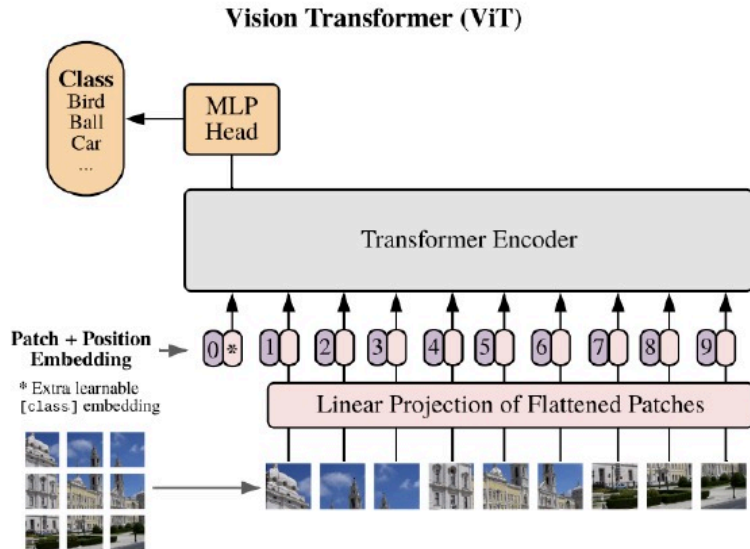 Vision Transformer (ViT)
Class
Bird
Ball
Car
...
MLP
Head
Transformer Encoder
Patch + Position
Embedding
0 * 1 2 3 4 5 6 7 8 9
* Extra learnable
[class] embedding
Linear Projection of Flattened Patches